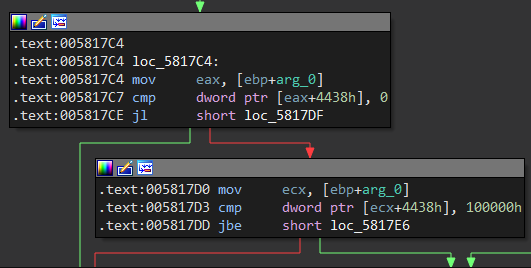 .text:005817C4
.text:005817C4 loc_5817C4:
.text:005817C4 mov eax, [ebp+arg_0]
.text:005817C7 cmp dword ptr [eax+4438h], 0
.text:005817CE jl short loc_5817DF
.text:005817D0 mov ecx, [ebp+arg_0]
.text:005817D3 cmp dword ptr [ecx+4438h], 100000h
.text:005817DD jbe short loc_5817E6